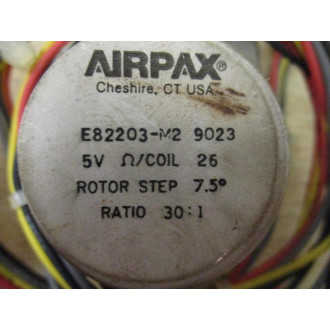 AIRPAX®
Cheshire, CT USA
E82203-M2 9023
5V Ω/COIL 26
ROTOR STEP 7.5°
RATIO 30:1